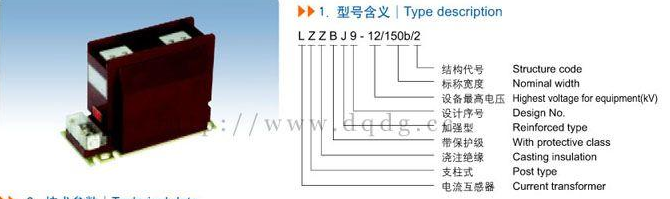 1. 型号含义 | Type description
LZZBJ9-12/150b/2
结构代号 Structure code
标称宽度 Nominal width
设备最高电压 Highest voltage for equipment(kV)
设计序号 Design No.
加强型 Reinforced type
带保护级 With protective class
浇注绝缘 Casting insulation
支柱式 Post type
电流互感器 Current transformer
http://www.dqdg.co